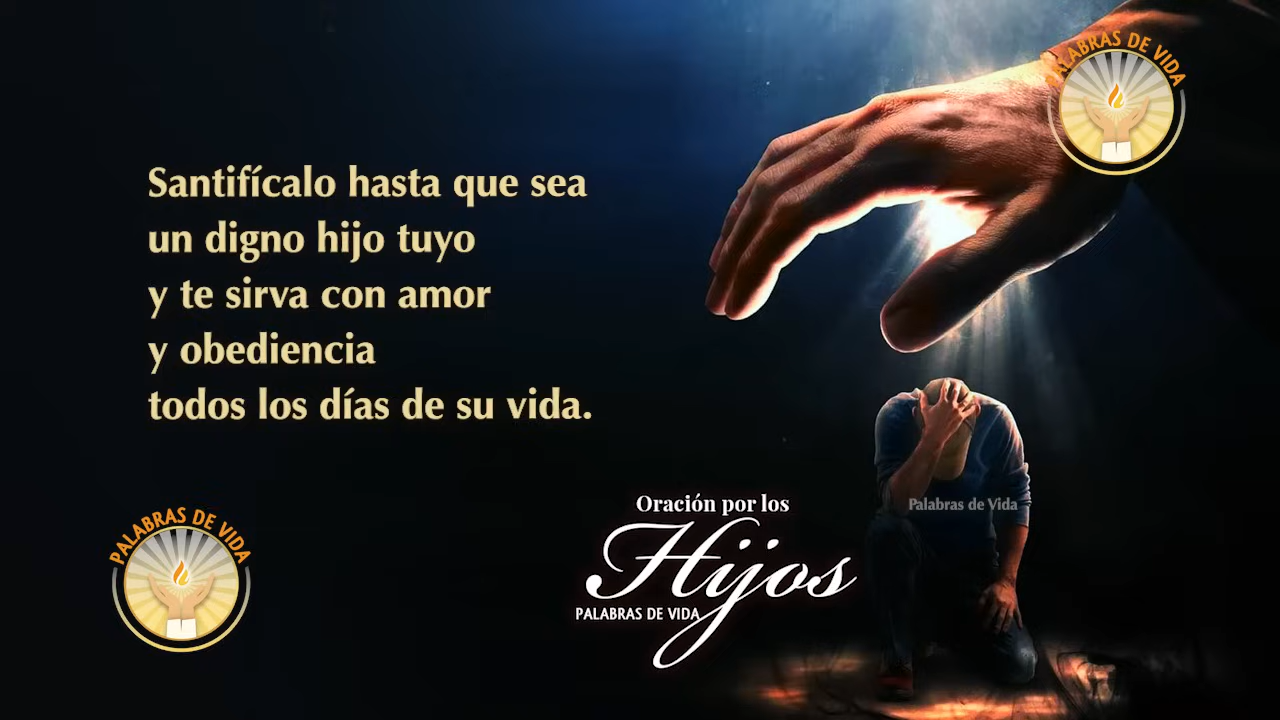 PALABRAS DE VIDA
Santifícalo hasta que sea
un digno hijo tuyo
y te sirva con amor
y obediencia
todos los días de su vida.
Oración por los
Hijos
PALABRAS DE VIDA
Palabras de Vida
PALABRAS DE VIDA